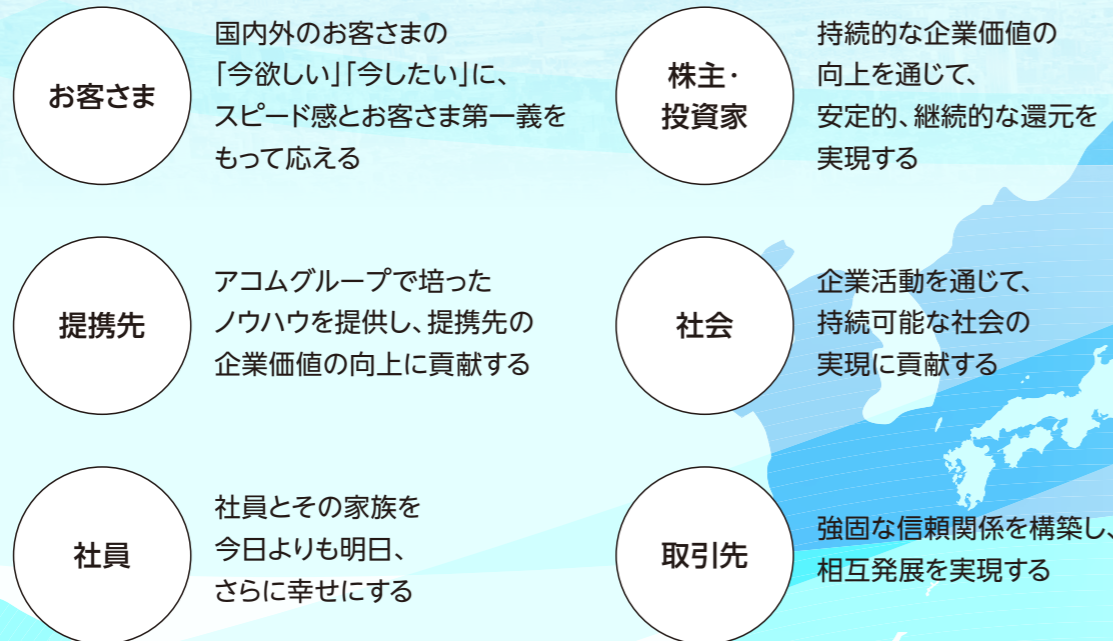 お客さま
国内外のお客さまの
「今欲しい」「今したい」に、
スピード感とお客さま第一義を
もって応える
株主・
投資家
持続的な企業価値の
向上を通じて、
安定的、継続的な還元を
実現する
提携先
アコムグループで培った
ノウハウを提供し、提携先の
企業価値の向上に貢献する
社会
企業活動を通じて、
持続可能な社会の
実現に貢献する
社員
社員とその家族を
今日よりも明日、
さらに幸せにする
取引先
強固な信頼関係を構築し、
相互発展を実現する